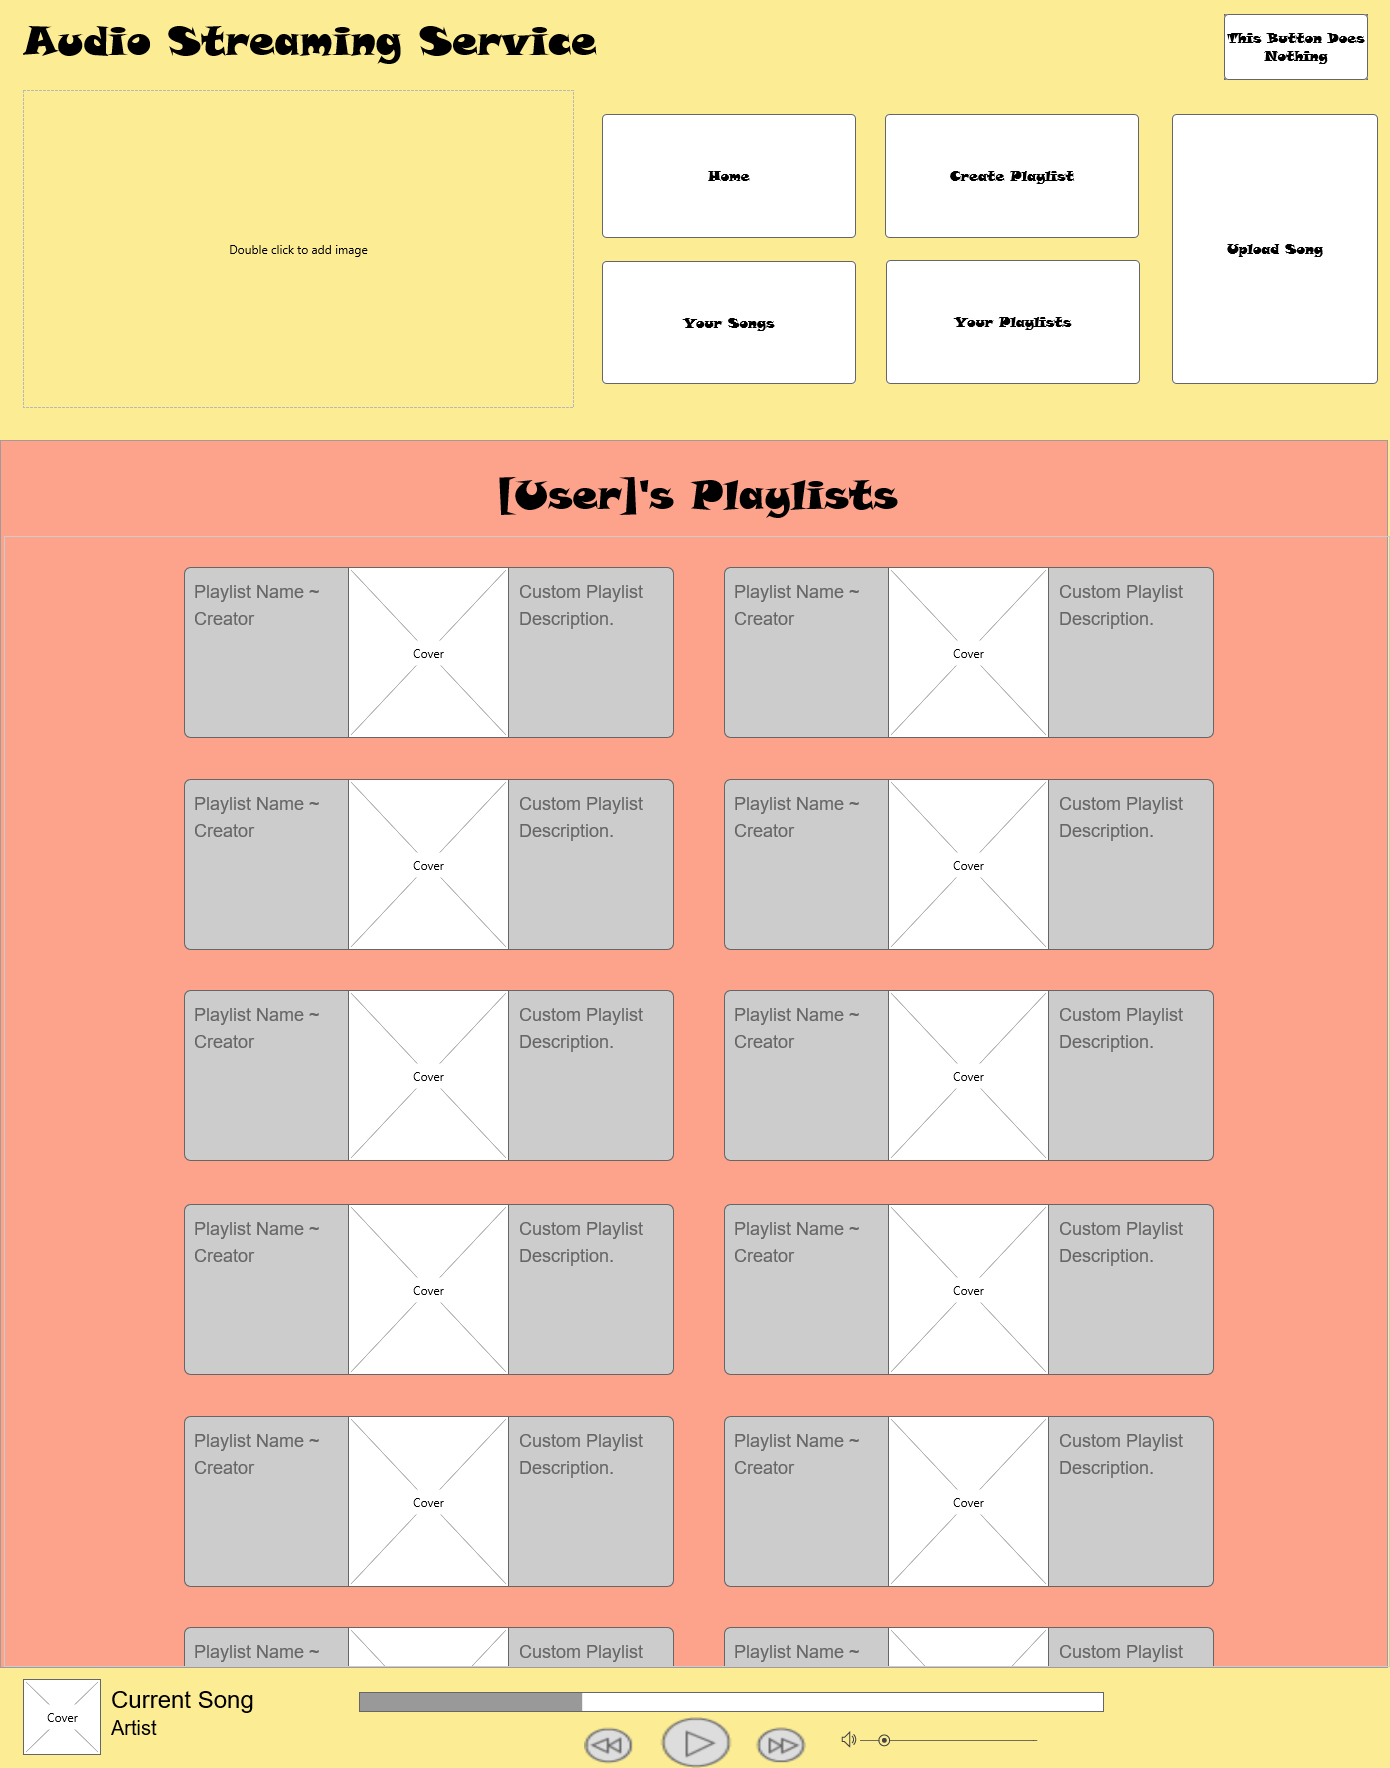 Audio Streaming Service
This Button Does
Nothing
Double click to add image
Home
Create Playlist
Upload Song
Your Songs
Your Playlists
[User]'s Playlists
Playlist Name ~
Creator
Cover
Custom Playlist
Description.
Playlist Name ~
Creator
Cover
Custom Playlist
Description.
Playlist Name ~
Creator
Cover
Custom Playlist
Description.
Playlist Name ~
Creator
Cover
Custom Playlist
Description.
Playlist Name ~
Creator
Cover
Custom Playlist
Description.
Playlist Name ~
Creator
Cover
Custom Playlist
Description.
Playlist Name ~
Creator
Cover
Custom Playlist
Description.
Playlist Name ~
Creator
Cover
Custom Playlist
Description.
Playlist Name ~
Creator
Cover
Custom Playlist
Description.
Playlist Name ~
Creator
Cover
Custom Playlist
Description.
Playlist Name ~
Custom Playlist
Playlist Name ~
Custom Playlist
Cover
Current Song
Artist